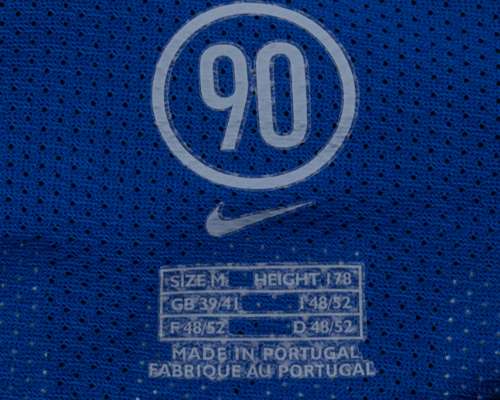 90
SIZE M HEIGHT 178
GB 39/41 I 48/52
F 48/52 D 48/52
MADE IN PORTUGAL
FABRIQUE AU PORTUGAL